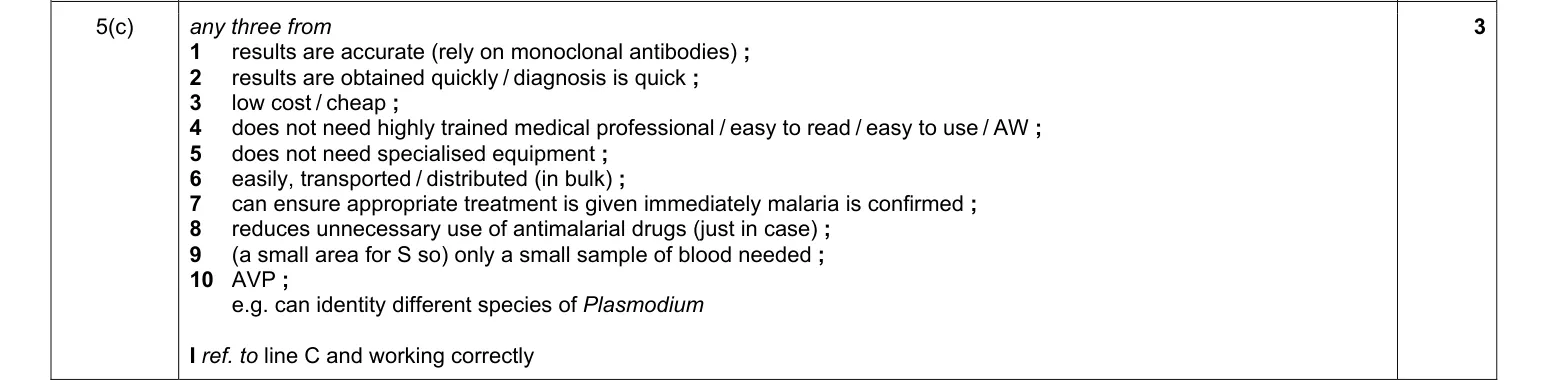 5(c) any three from 3
1 results are accurate (rely on monoclonal antibodies) ;
2 results are obtained quickly / diagnosis is quick ;
3 low cost / cheap ;
4 does not need highly trained medical professional / easy to read / easy to use / AW ;
5 does not need specialised equipment ;
6 easily, transported / distributed (in bulk) ;
7 can ensure appropriate treatment is given immediately malaria is confirmed ;
8 reduces unnecessary use of antimalarial drugs (just in case) ;
9 (a small area for S so) only a small sample of blood needed ;
10 AVP ;
e.g. can identity different species of Plasmodium
I ref. to line C and working correctly